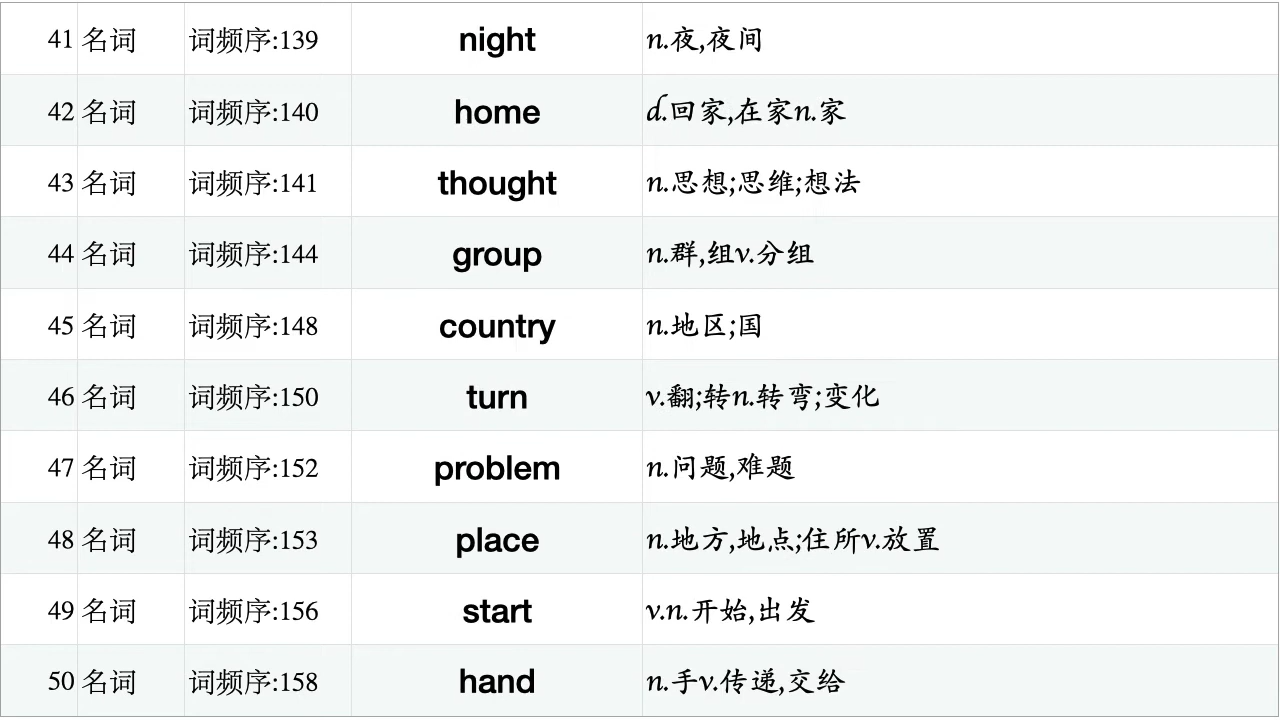 41 名词 词频序:139 night n.夜,夜间
42 名词 词频序:140 home d.回家,在家n.家
43 名词 词频序:141 thought n.思想;思维;想法
44 名词 词频序:144 group n.群,组v.分组
45 名词 词频序:148 country n.地区;国
46 名词 词频序:150 turn v.翻;转n.转弯;变化
47 名词 词频序:152 problem n.问题,难题
48 名词 词频序:153 place n.地方,地点;住所v.放置
49 名词 词频序:156 start v.n.开始,出发
50 名词 词频序:158 hand n.手v.传递,交给